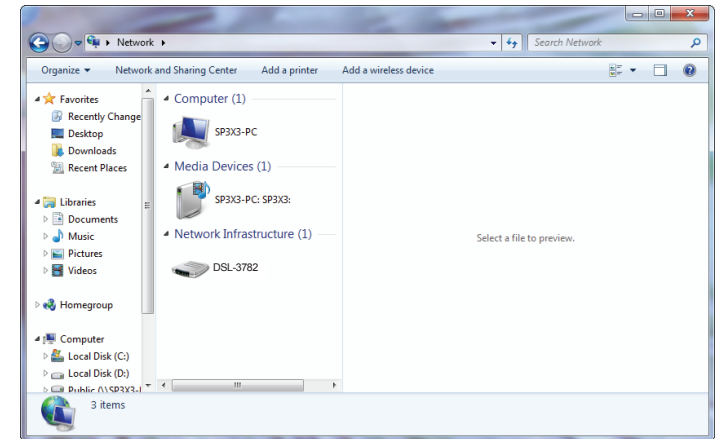 Network
Search Network
Organize
Network and Sharing Center
Add a printer
Add a wireless device
Favorites
Recently Change
Desktop
Downloads
Recent Places
Libraries
Documents
Music
Pictures
Videos
Homegroup
Computer
Local Disk (C:)
Local Disk (D:)
Public (\\SP3X3-
Computer (1)
SP3X3-PC
Media Devices (1)
SP3X3-PC: SP3X3:
Network Infrastructure (1)
DSL-3782
Select a file to preview.
3 items